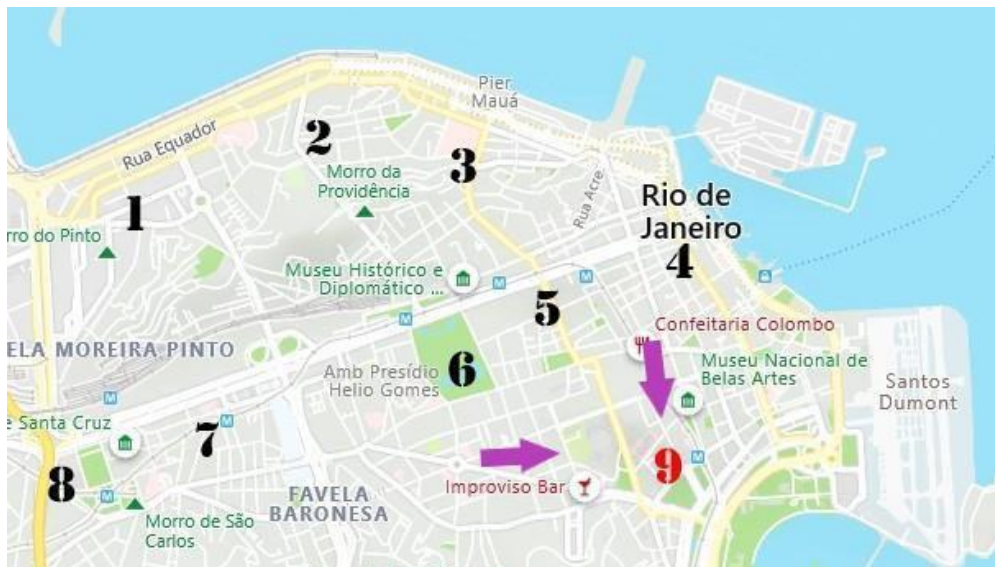 Pier
Mauá
Rua Equador
2
3
Morro da
Providência
Rua Acre
Rio de
Janeiro
1
rro do Pinto
4
Museu Histórico e
Diplomático ...
M
M
5
M
Confeitaria Colombo
ELA MOREIRA PINTO
Amb Presídio
Helio Gomes
6
Museu Nacional de
Belas Artes
Santos
Dumont
M
e Santa Cruz
7
M
8
M
Improviso Bar
9
M
FAVELA
BARONESA
Morro de São
Carlos